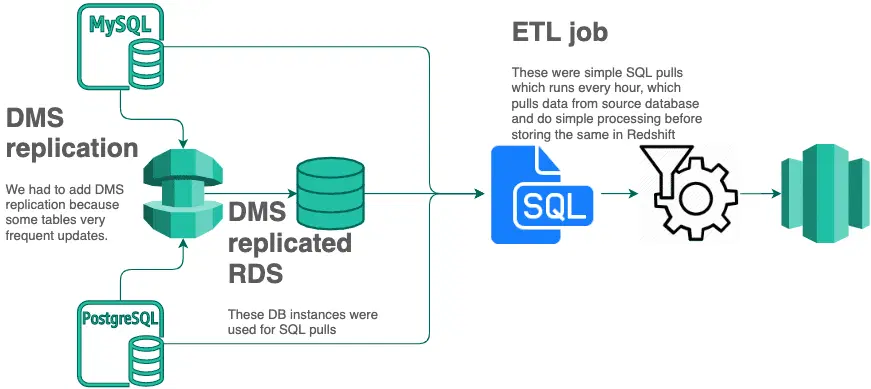 MySQL
ETL job
These were simple SQL pulls
which runs every hour, which
pulls data from source database
and do simple processing before
storing the same in Redshift
DMS
replication
We had to add DMS
replication because
some tables very
frequent updates.
DMS
replicated
RDS
SQL
These DB instances were
used for SQL pulls
PostgreSQL